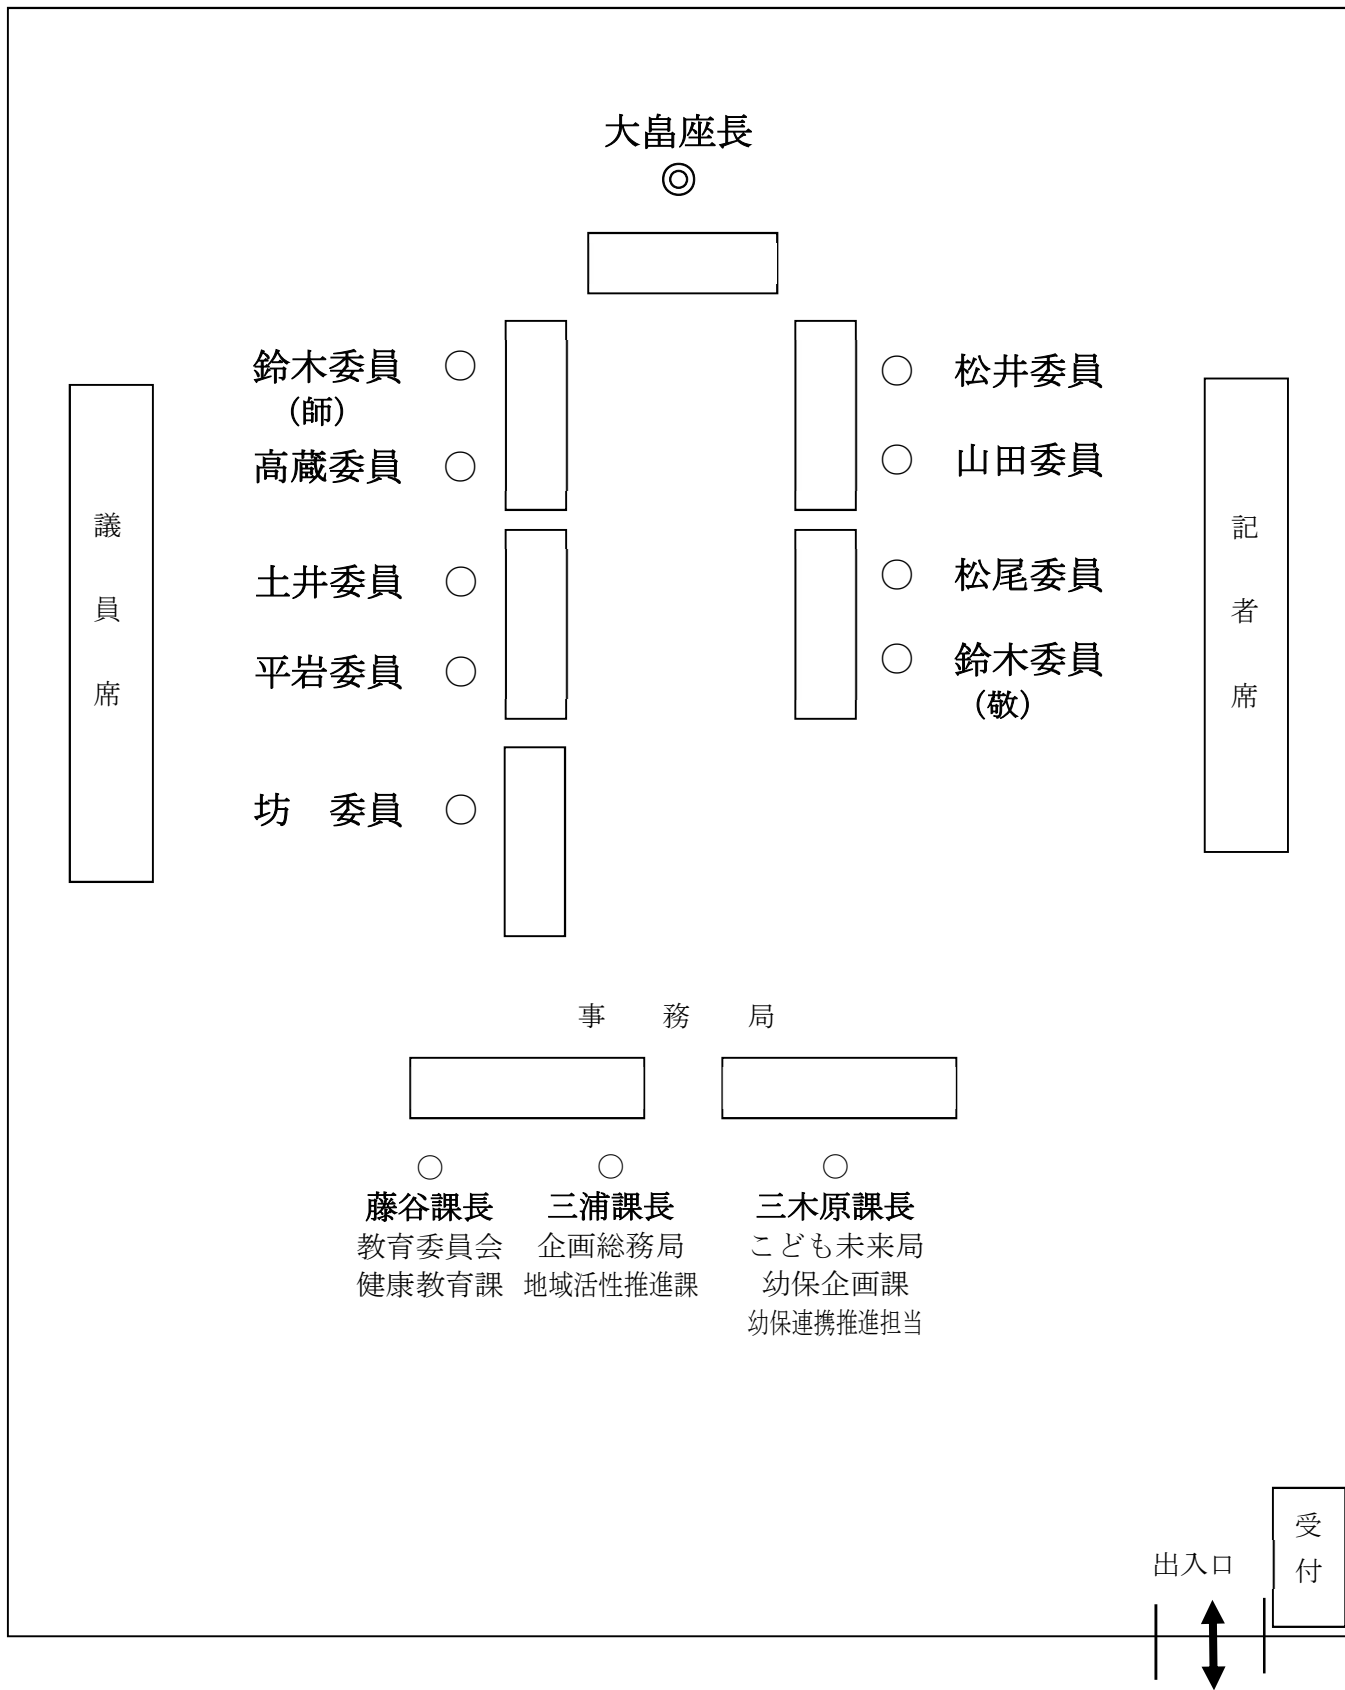 大畠座長
◎
鈴木委員 ○
(師)
高蔵委員 ○
土井委員 ○
平岩委員 ○
坊　委員 ○
○ 松井委員
○ 山田委員
○ 松尾委員
○ 鈴木委員
(敬)
議員席
記者席
事　務　局
○
藤谷課長
教育委員会
健康教育課
○
三浦課長
企画総務局
地域活性推進課
○
三木原課長
こども未来局
幼保企画課
幼保連携推進担当
出入口
受付